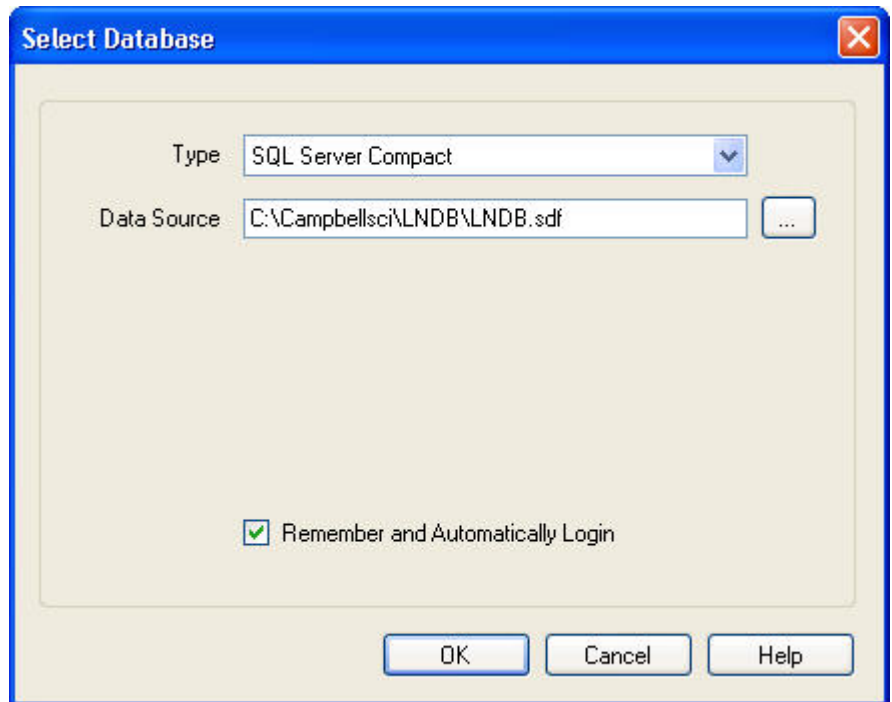 Select Database
Type SQL Server Compact
Data Source C:\Campbellsci\LNDB\LNDB.sdf ...
Remember and Automatically Login
OK Cancel Help